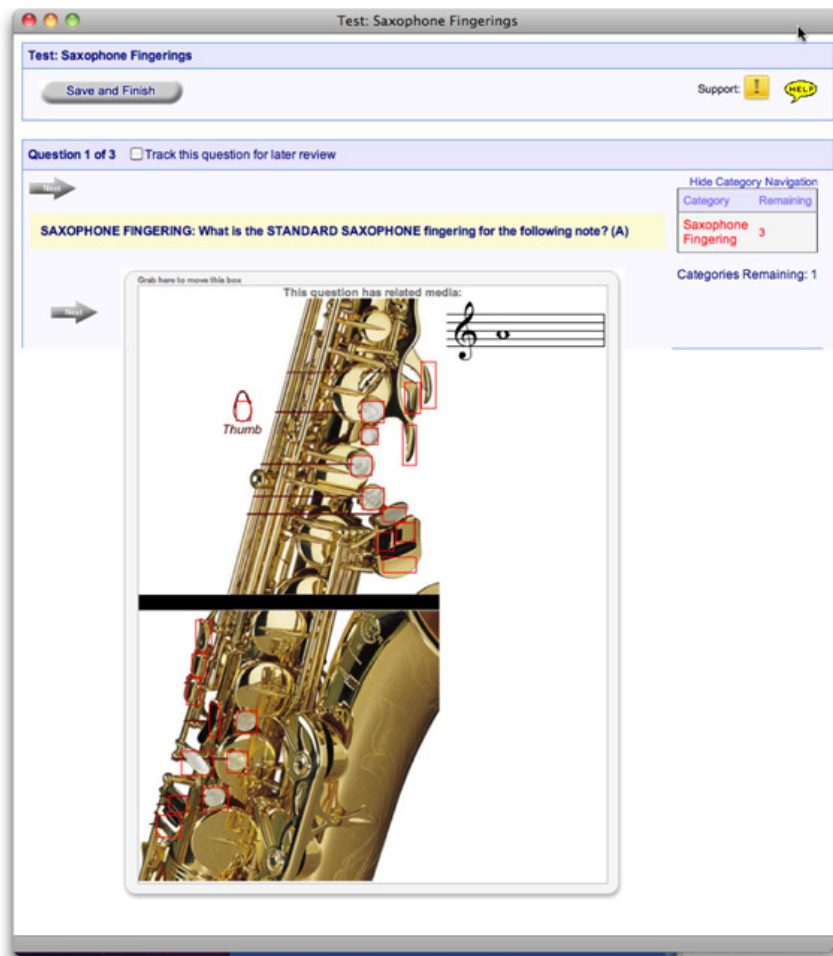 Test: Saxophone Fingerings
Test: Saxophone Fingerings
Save and Finish
Support: ! HELP
Question 1 of 3 Track this question for later review
Next
Hide Category Navigation
Category Remaining
Saxophone Fingering 3
SAXOPHONE FINGERING: What is the STANDARD SAXOPHONE fingering for the following note? (A)
Categories Remaining: 1
Grab here to move this box
This question has related media:
Next
Thumb